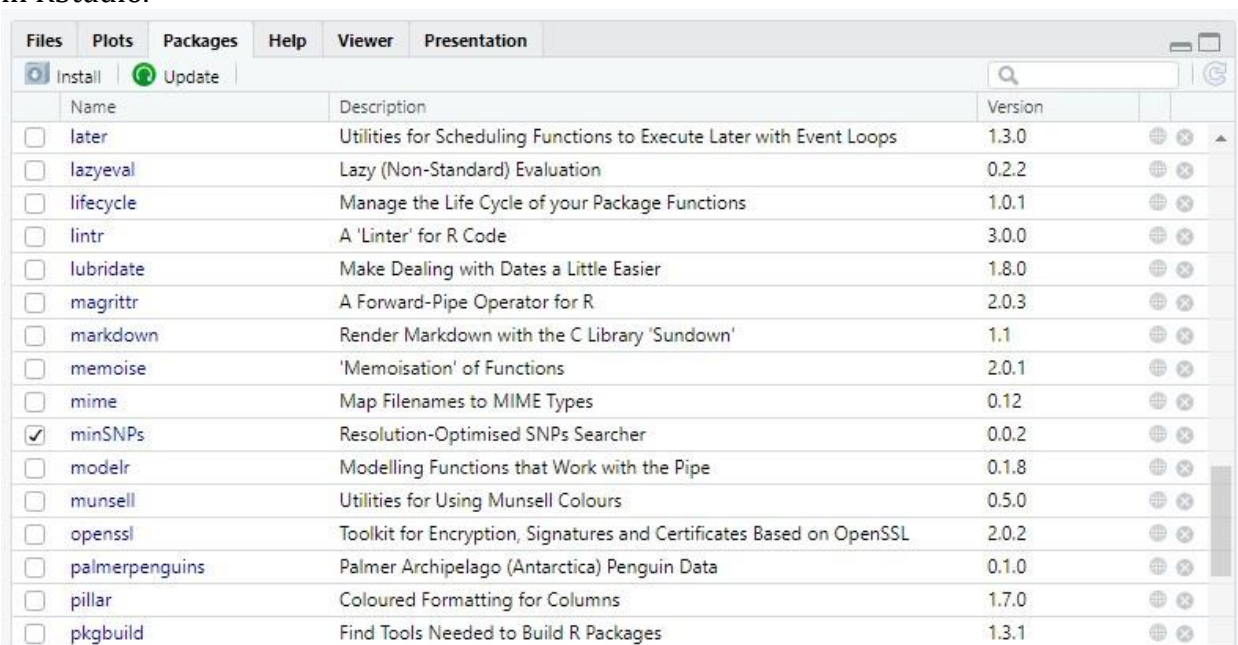 in RStudio.
Files Plots Packages Help Viewer Presentation
Install Update
Name Description Version
later Utilities for Scheduling Functions to Execute Later with Event Loops 1.3.0
lazyeval Lazy (Non-Standard) Evaluation 0.2.2
lifecycle Manage the Life Cycle of your Package Functions 1.0.1
lintr A 'Linter' for R Code 3.0.0
lubridate Make Dealing with Dates a Little Easier 1.8.0
magrittr A Forward-Pipe Operator for R 2.0.3
markdown Render Markdown with the C Library 'Sundown' 1.1
memoise 'Memoisation' of Functions 2.0.1
mime Map Filenames to MIME Types 0.12
minSNPs Resolution-Optimised SNPs Searcher 0.0.2
modelr Modelling Functions that Work with the Pipe 0.1.8
munsell Utilities for Using Munsell Colours 0.5.0
openssl Toolkit for Encryption, Signatures and Certificates Based on OpenSSL 2.0.2
palmerpenguins Palmer Archipelago (Antarctica) Penguin Data 0.1.0
pillar Coloured Formatting for Columns 1.7.0
pkgbuild Find Tools Needed to Build R Packages 1.3.1